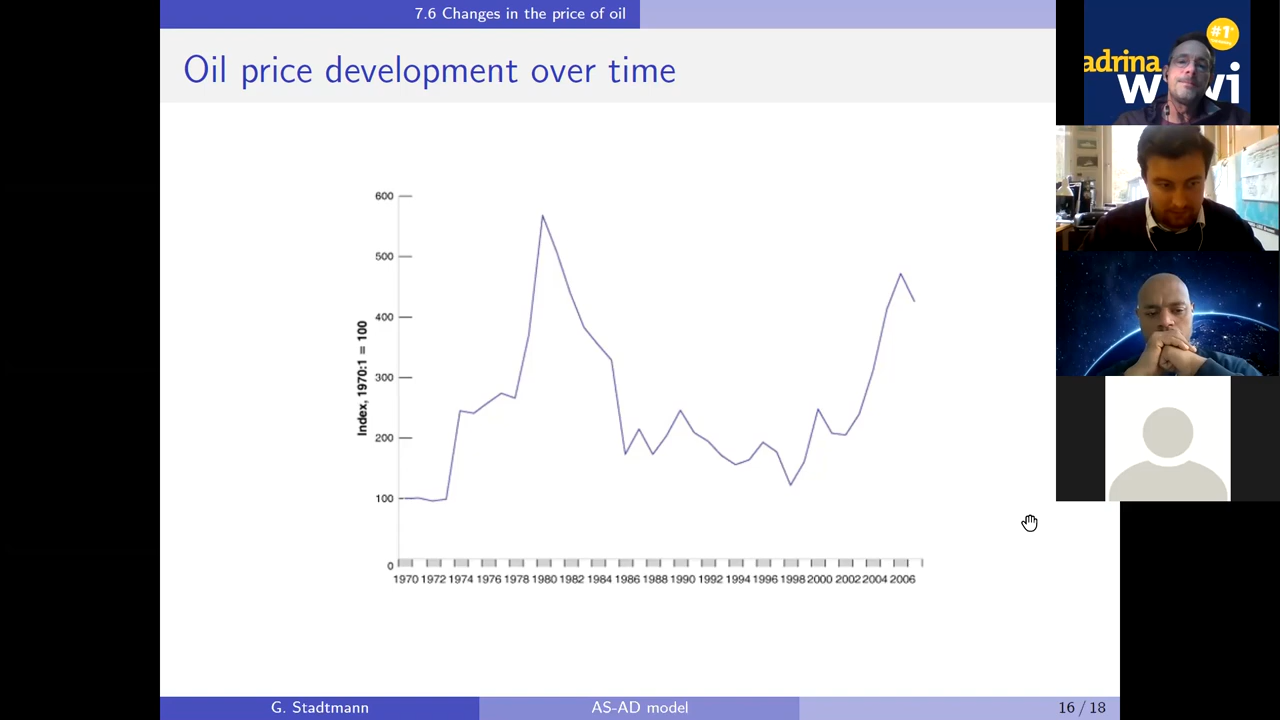 7.6 Changes in the price of oil
Oil price development over time
#1
adrina
w
vi
600
500
400
300
200
100
0
Index, 1970:1 = 100
1970 1972 1974 1976 1978 1980 1982 1984 1986 1988 1990 1992 1994 1996 1998 2000 2002 2004 2006
G. Stadtmann
AS-AD model
16 / 18